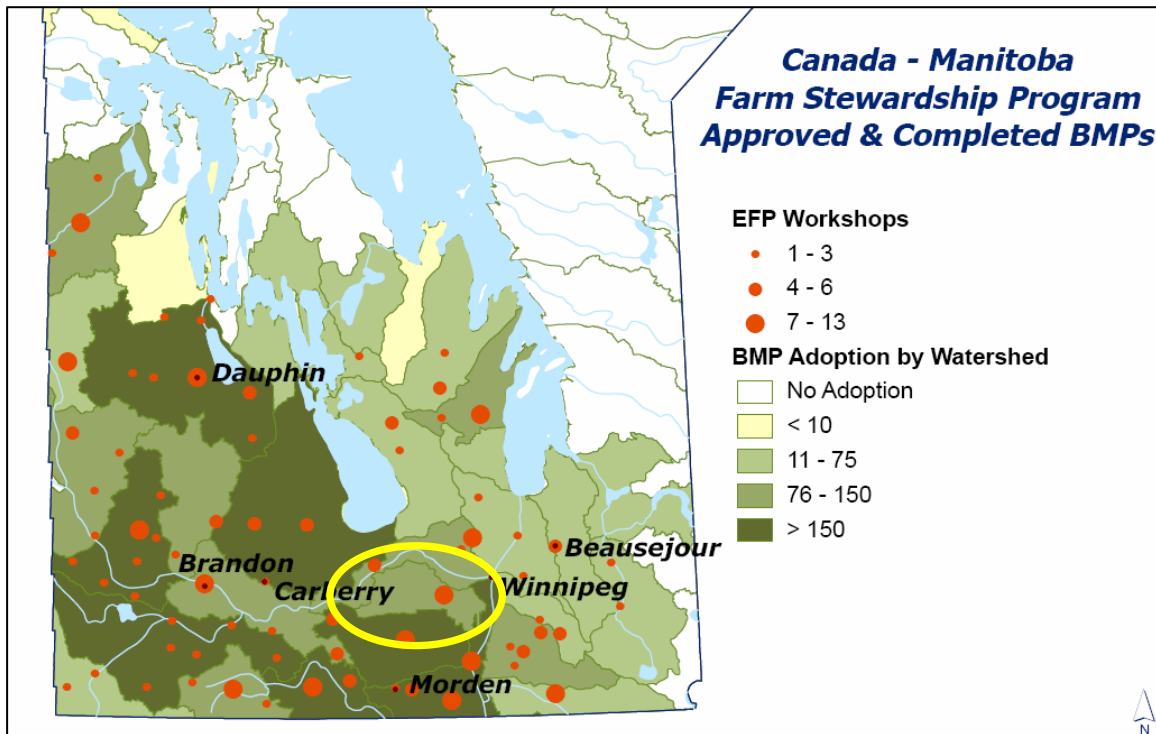 Canada - Manitoba
Farm Stewardship Program
Approved & Completed BMPs
EFP Workshops
1 - 3
4 - 6
7 - 13
BMP Adoption by Watershed
No Adoption
< 10
11 - 75
76 - 150
> 150
Dauphin
Beausejour
Brandon
Carberry
Winnipeg
Morden
N